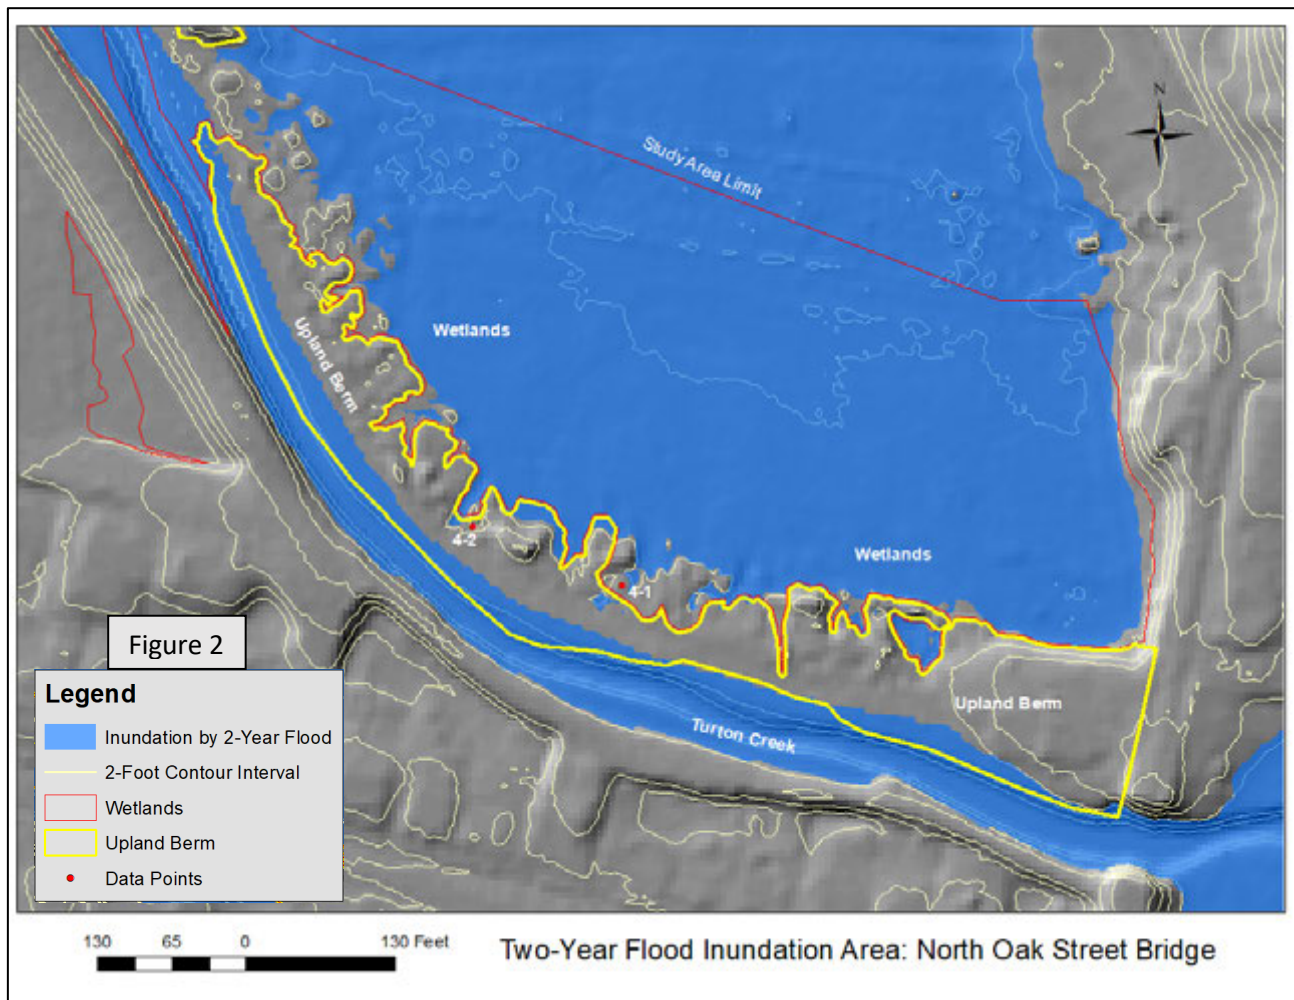 N
Study Area Limit
Wetlands
Upland Berm
4-2
4-1
Wetlands
Upland Berm
Turton Creek
Figure 2
Legend
Inundation by 2-Year Flood
2-Foot Contour Interval
Wetlands
Upland Berm
Data Points
130 65 0 130 Feet
Two-Year Flood Inundation Area: North Oak Street Bridge